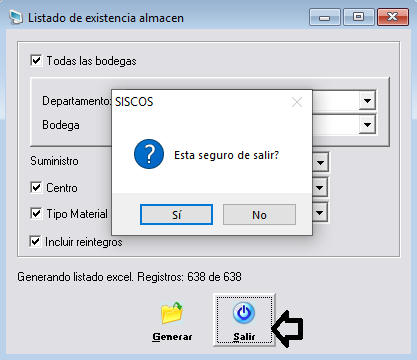 Listado de existencia almacen
Todas las bodegas
Departamento:
Bodega
SISCOS
Esta seguro de salir?
Sí
No
Suministro
Centro
Tipo Material
Incluir reintegros
Generando listado excel. Registros: 638 de 638
Generar
Salir